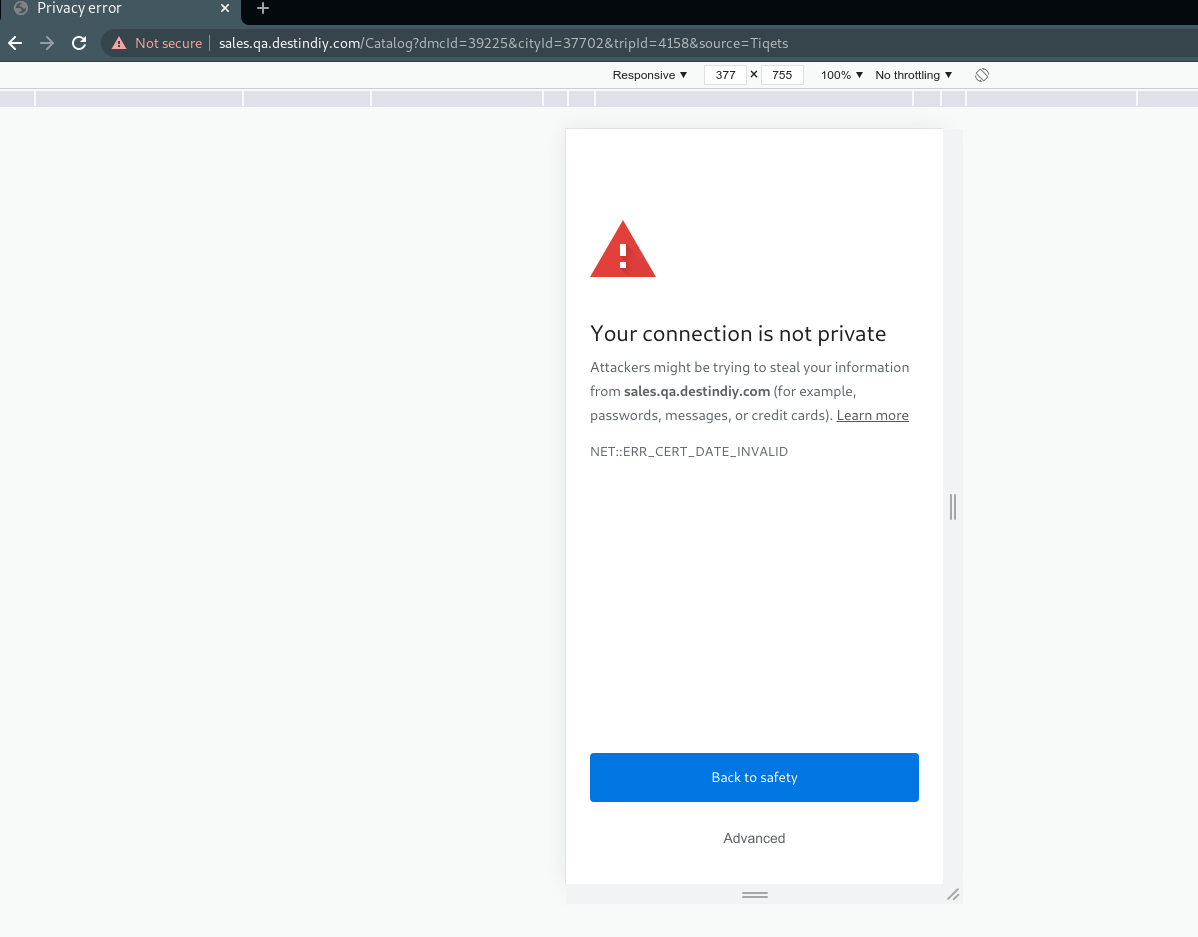 Privacy error
Not secure
sales.qa.destindiy.com/Catalog?dmcId=39225&cityId=37702&tripId=4158&source=Tiqets
Responsive ▼ 377 × 755 100% ▼ No throttling ▼
Your connection is not private
Attackers might be trying to steal your information
from sales.qa.destindiy.com (for example,
passwords, messages, or credit cards). Learn more
NET::ERR_CERT_DATE_INVALID
Back to safety
Advanced